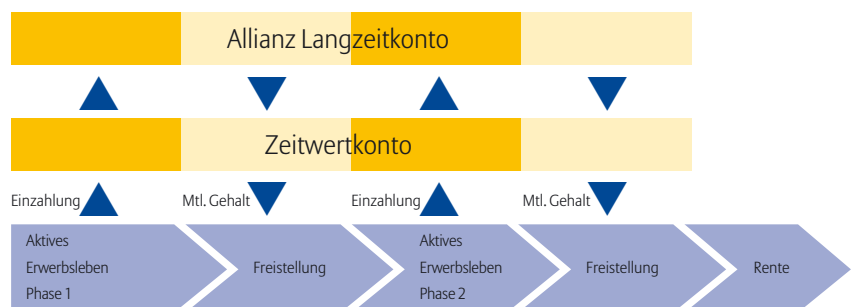 Allianz Langzeitkonto
Zeitwertkonto
Einzahlung
Mtl. Gehalt
Einzahlung
Mtl. Gehalt
Aktives
Erwerbsleben
Phase 1
Freistellung
Aktives
Erwerbsleben
Phase 2
Freistellung
Rente